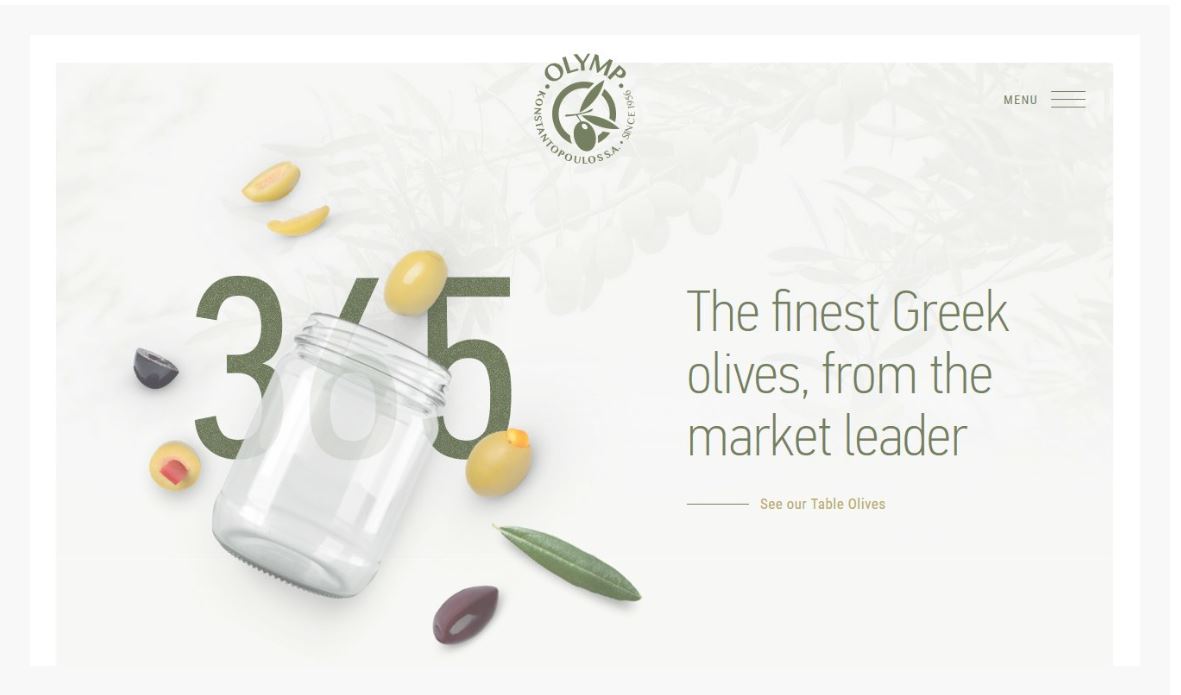 OLYMP
KONSTANTOPOULOS S.A. • SINCE 1956
MENU
365
The finest Greek
olives, from the
market leader
See our Table Olives